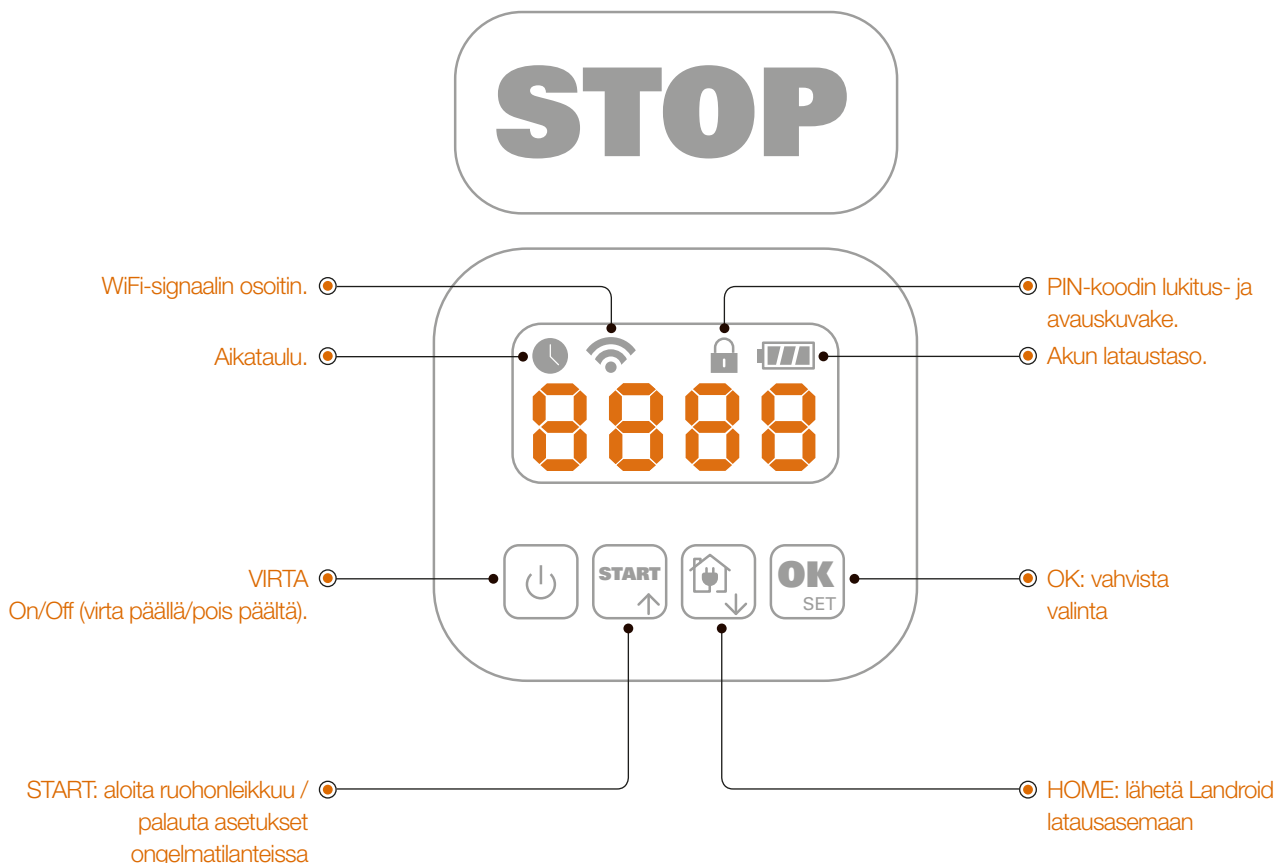 STOP
WiFi-signaalin osoitin.
PIN-koodin lukitus- ja
avauskuvake.
Aikataulu.
Akun lataustaso.
8888
VIRTA
On/Off (virta päällä/pois päältä).
START
OK
SET
OK: vahvista
valinta
START: aloita ruohonleikkuu /
palauta asetukset
ongelmatilanteissa
HOME: lähetä Landroid
latausasemaan